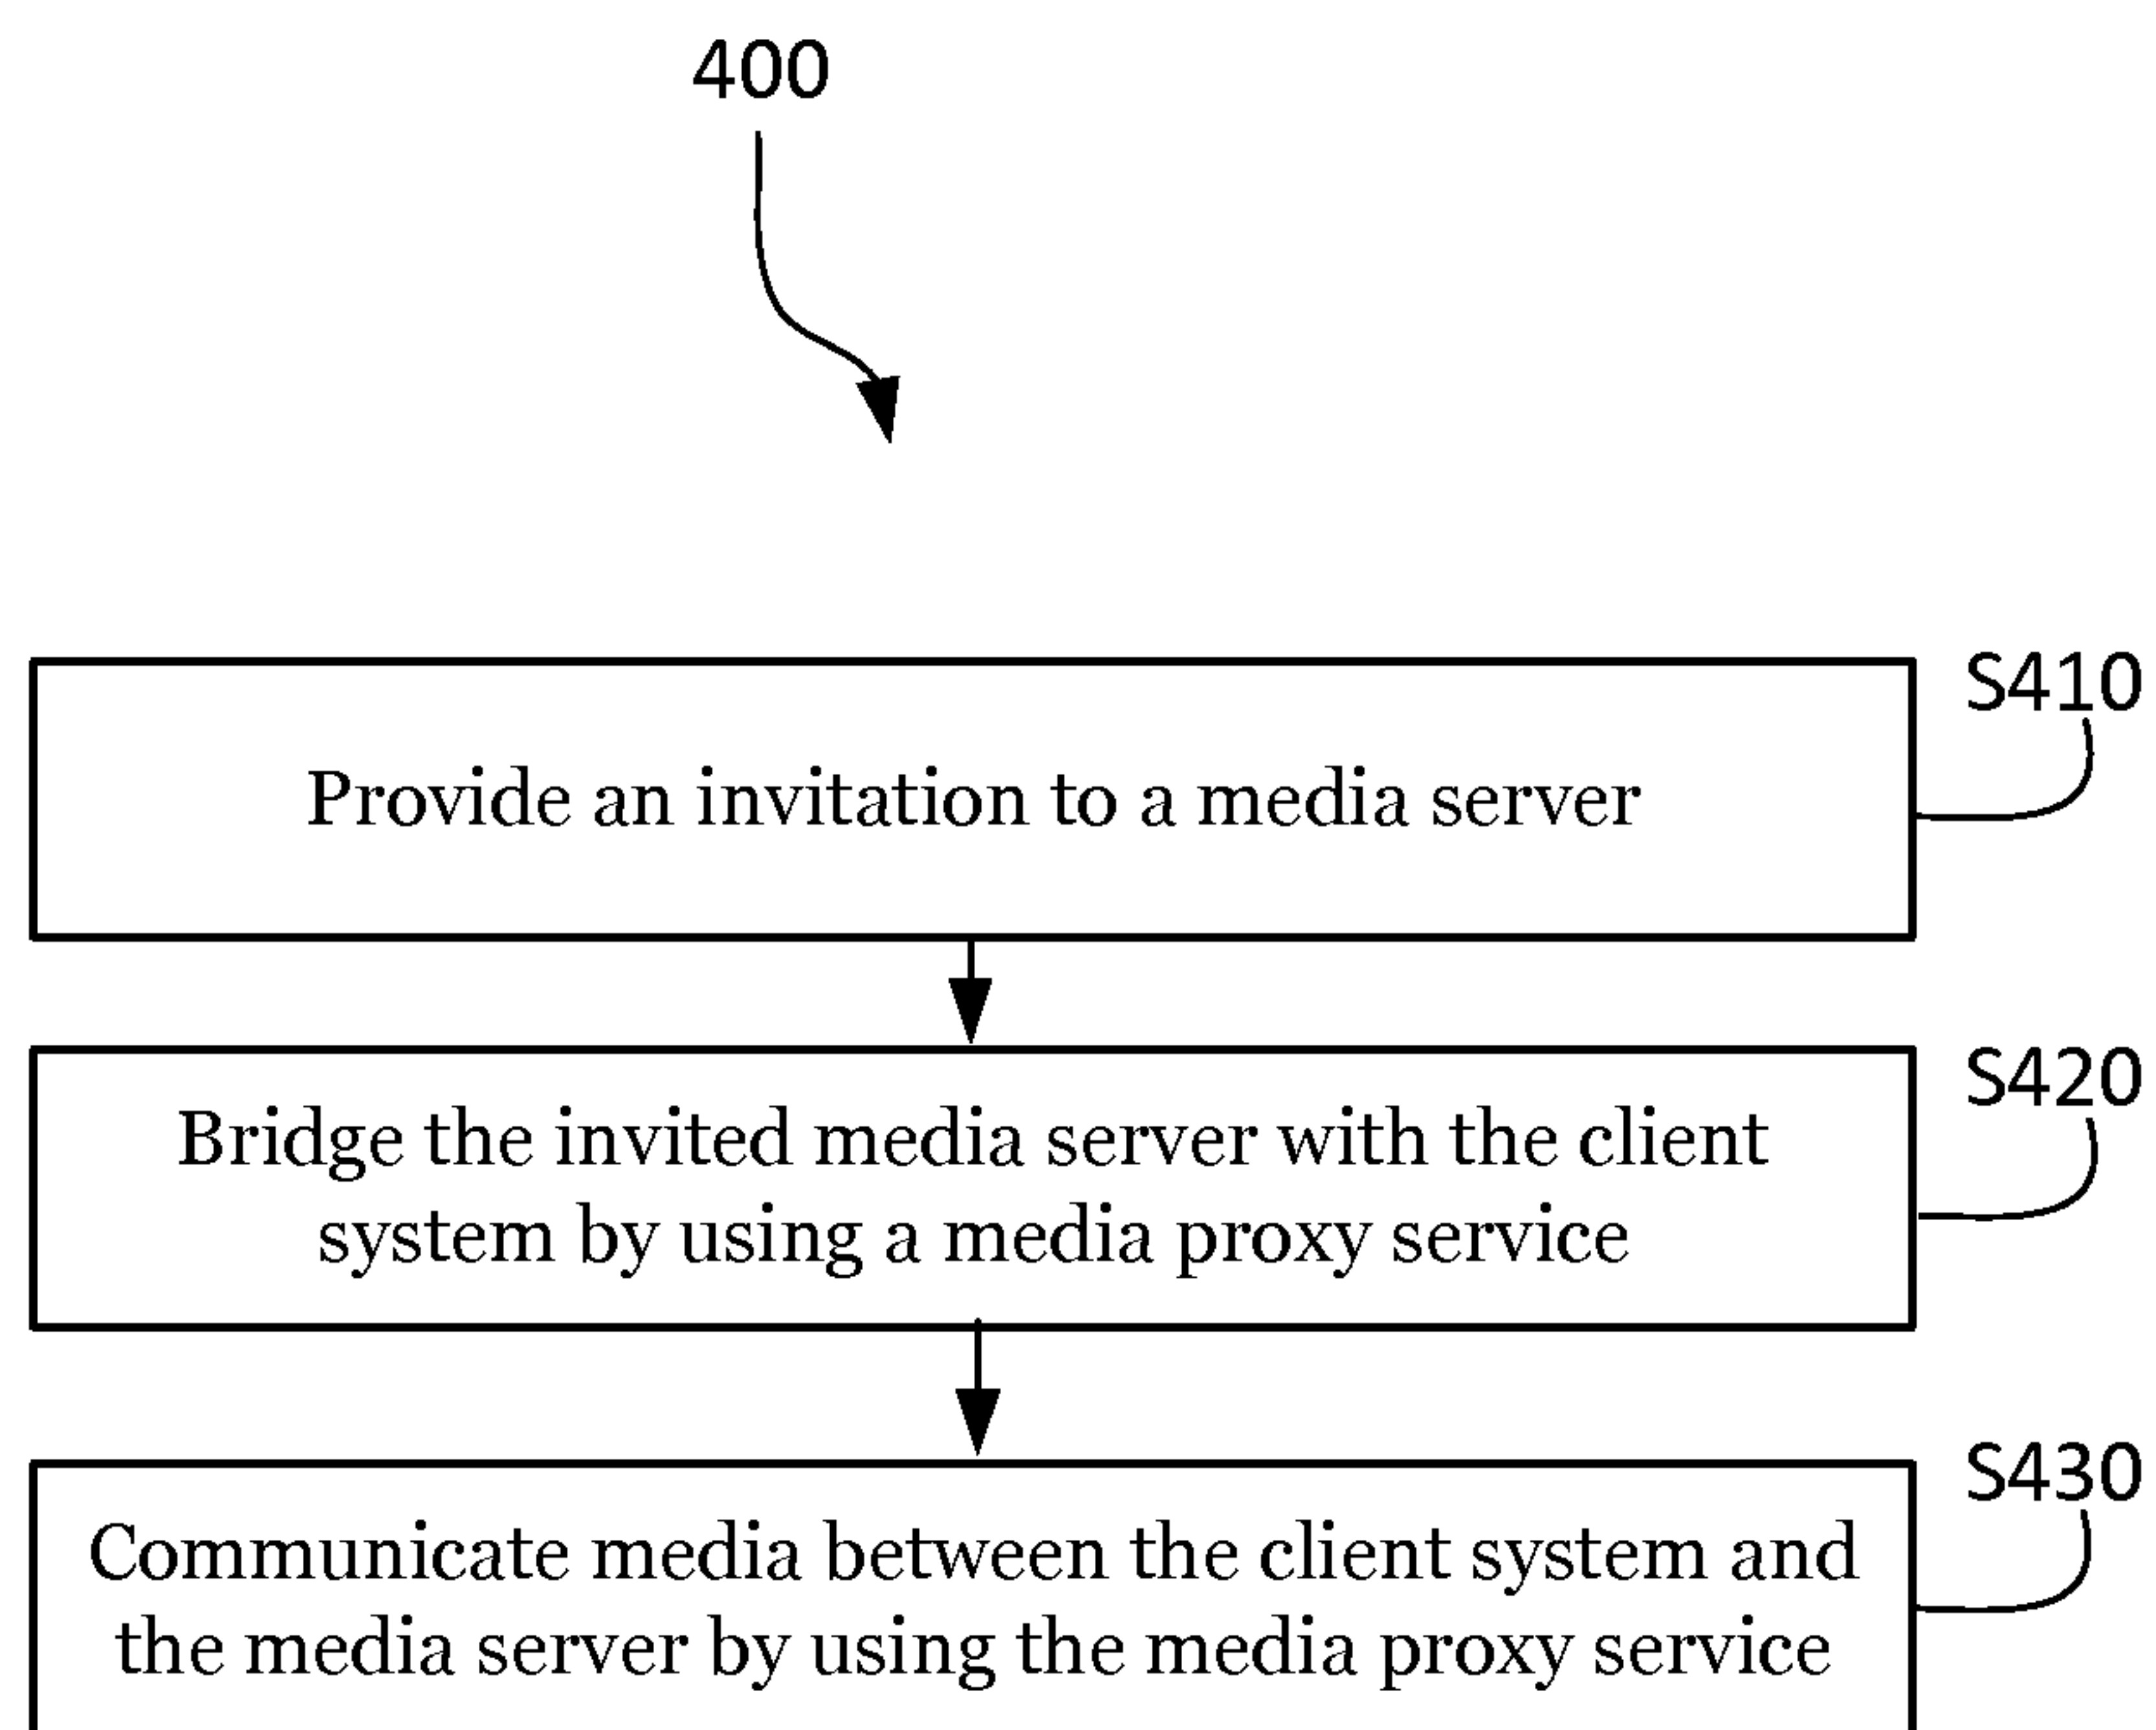 400
S410
Provide an invitation to a media server
S420
Bridge the invited media server with the client
system by using a media proxy service
S430
Communicate media between the client system and
the media server by using the media proxy service